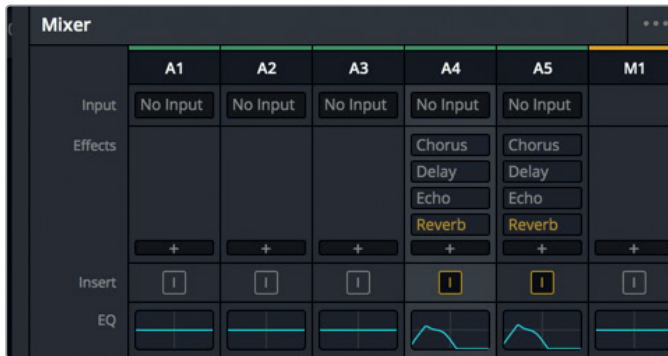 Mixer
A1 A2 A3 A4 A5 M1
Input No Input No Input No Input No Input No Input
Effects Chorus Chorus
Delay Delay
Echo Echo
Reverb Reverb
+ + + + + +
Insert I I I I I I
EQ